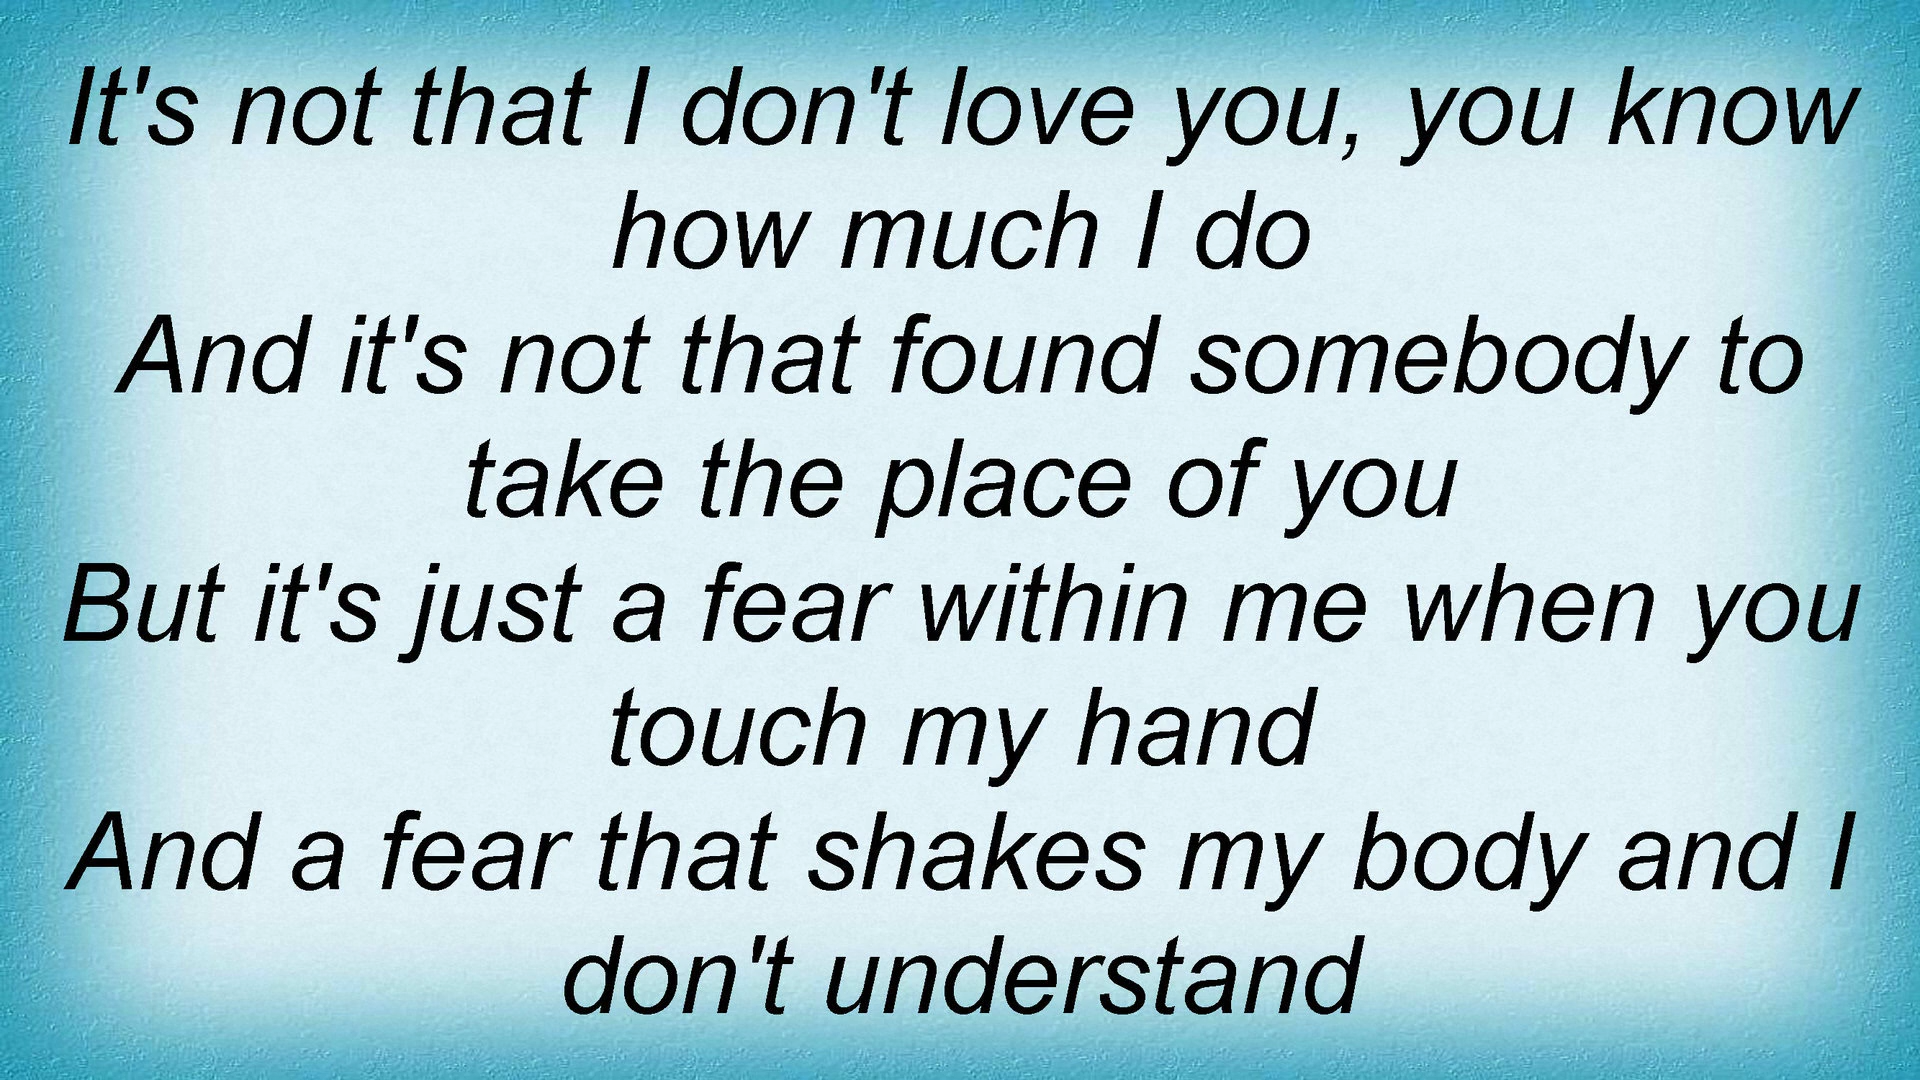 It's not that I don't love you, you know
how much I do
And it's not that found somebody to
take the place of you
But it's just a fear within me when you
touch my hand
And a fear that shakes my body and I
don't understand